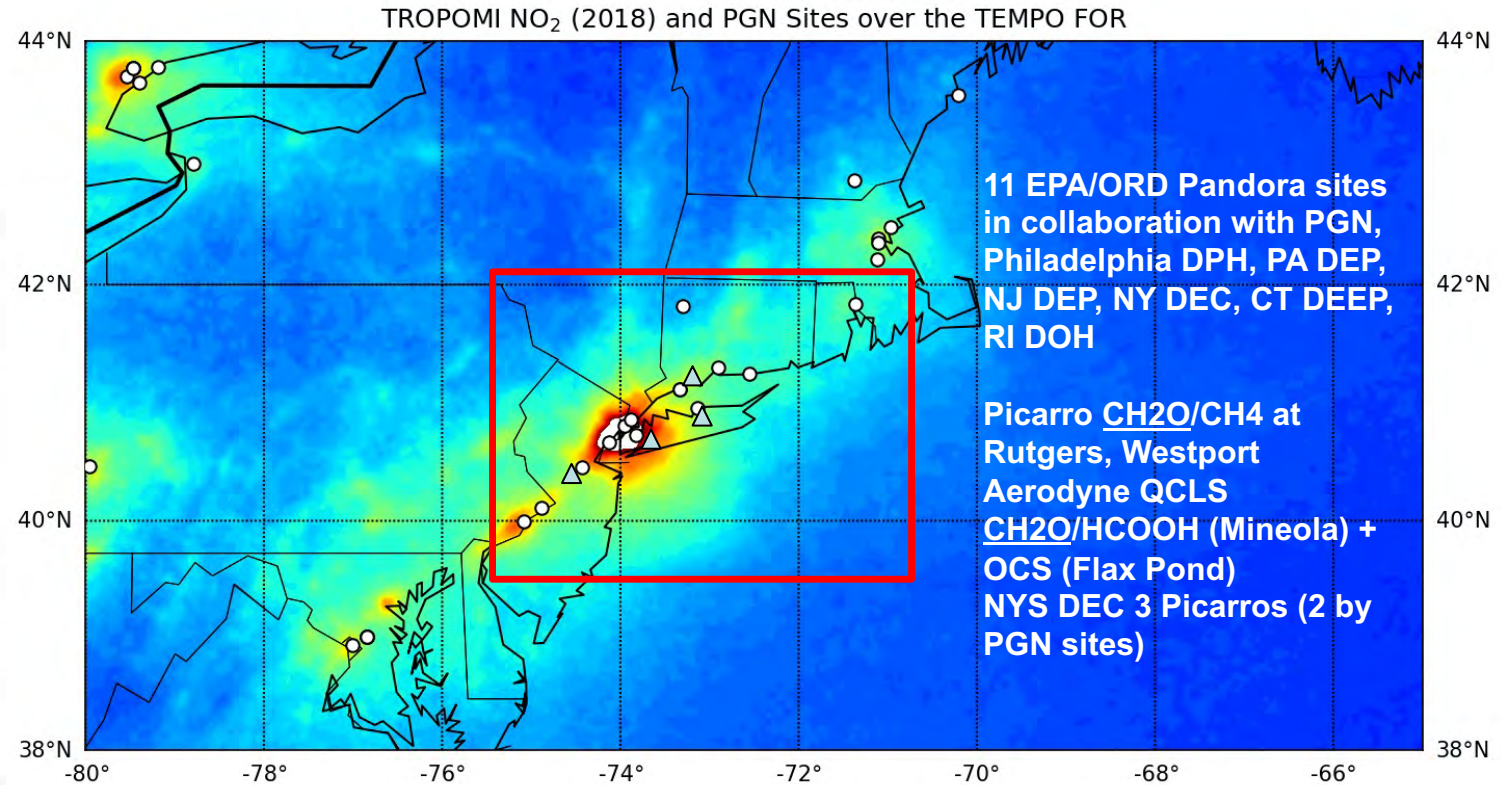 TROPOMI NO₂ (2018) and PGN Sites over the TEMPO FOR
44°N
44°N
11 EPA/ORD Pandora sites
in collaboration with PGN,
Philadelphia DPH, PA DEP,
42°N
42°N
NJ DEP, NY DEC, CT DEEP,
RI DOH
Picarro CH2O/CH4 at
Rutgers, Westport
Aerodyne QCLS
40°N
40°N
CH2O/HCOOH (Mineola) +
OCS (Flax Pond)
NYS DEC 3 Picarros (2 by
PGN sites)
38°N
38°N
-80°
-78°
-76°
-74°
-72°
-70°
-68°
-66°